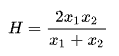 H = \frac{2x_1x_2}{x_1 + x_2}